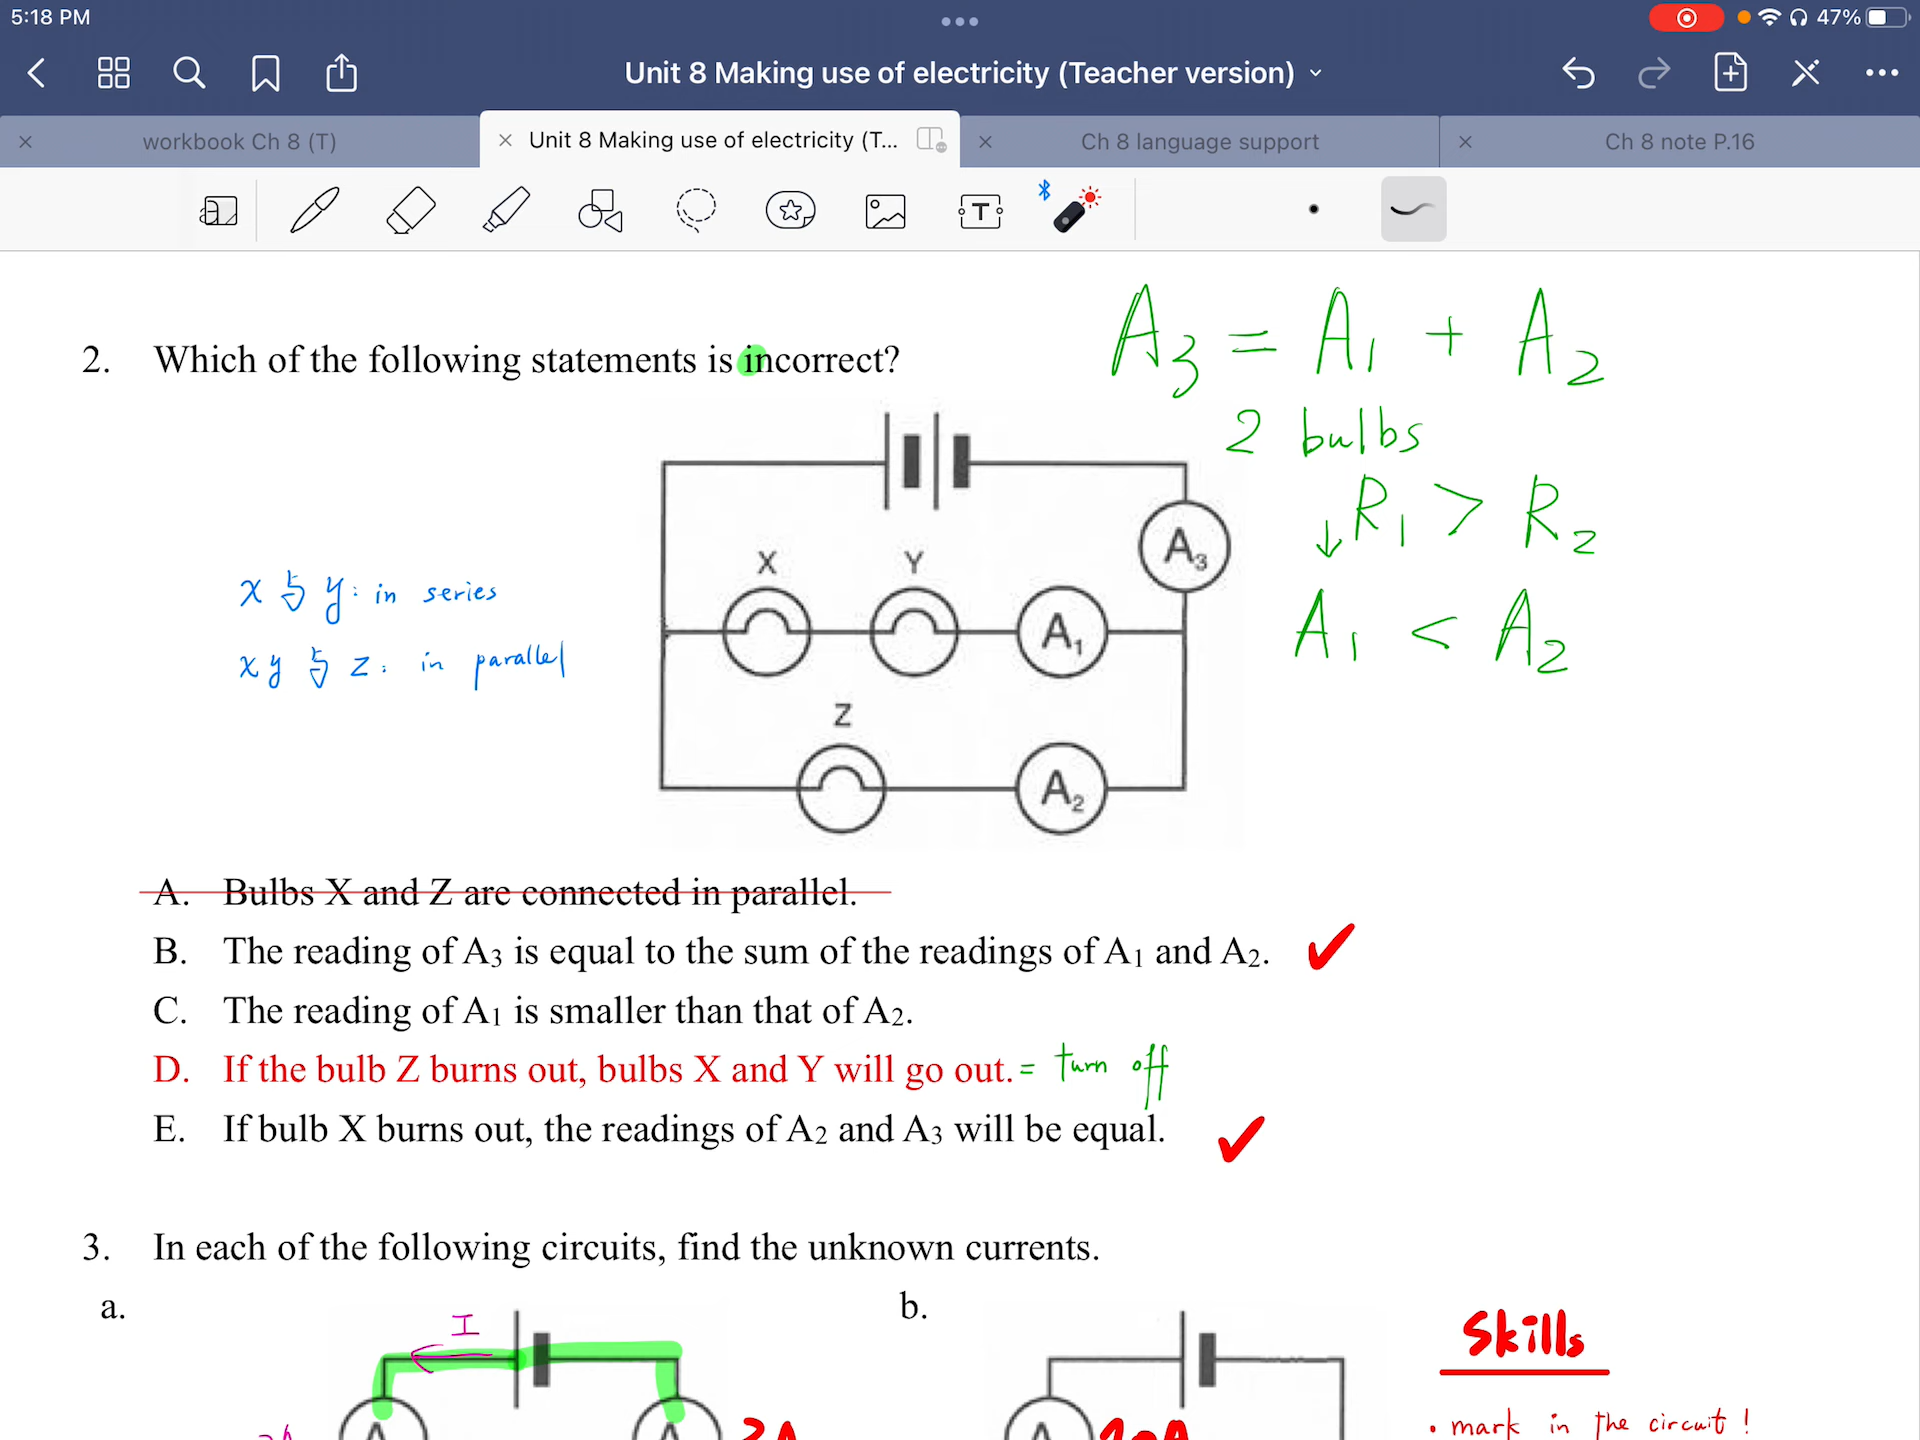 5:18 PM
47%
Unit 8 Making use of electricity (Teacher version)
workbook Ch 8 (T)
Unit 8 Making use of electricity (T...
Ch 8 language support
Ch 8 note P.16
A₃ = A₁ + A₂
2. Which of the following statements is incorrect?
2 bulbs
↓R₁ > R₂
A₃
X Y
x 与 y: in series
A₁
A₁ < A₂
xy 与 z: in parallel
Z
A₂
A. Bulbs X and Z are connected in parallel.
B. The reading of A₃ is equal to the sum of the readings of A₁ and A₂. ✓
C. The reading of A₁ is smaller than that of A₂.
D. If the bulb Z burns out, bulbs X and Y will go out. = turn off
E. If bulb X burns out, the readings of A₂ and A₃ will be equal. ✓
3. In each of the following circuits, find the unknown currents.
a. b.
I
Skills
• mark in the circuit!